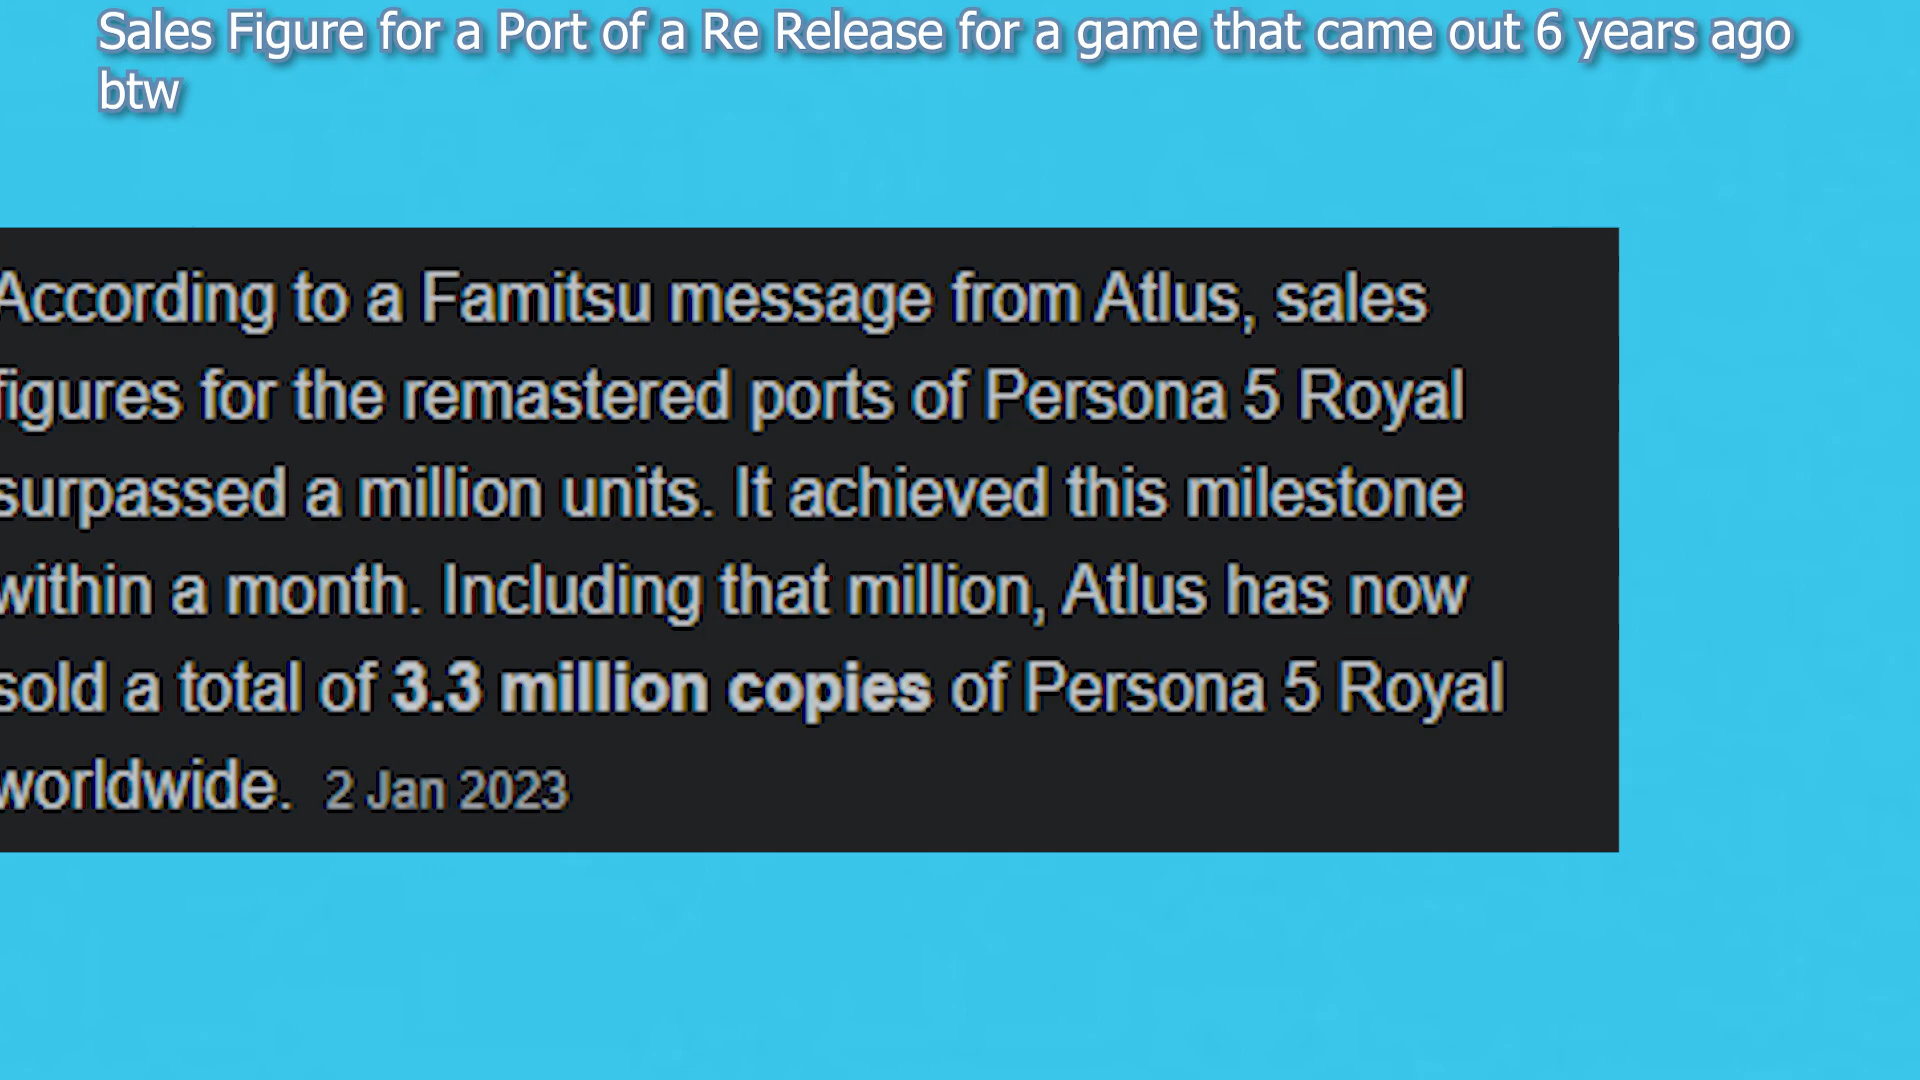 Sales Figure for a Port of a Re Release for a game that came out 6 years ago
btw
According to a Famitsu message from Atlus, sales
figures for the remastered ports of Persona 5 Royal
surpassed a million units. It achieved this milestone
within a month. Including that million, Atlus has now
sold a total of 3.3 million copies of Persona 5 Royal
worldwide. 2 Jan 2023